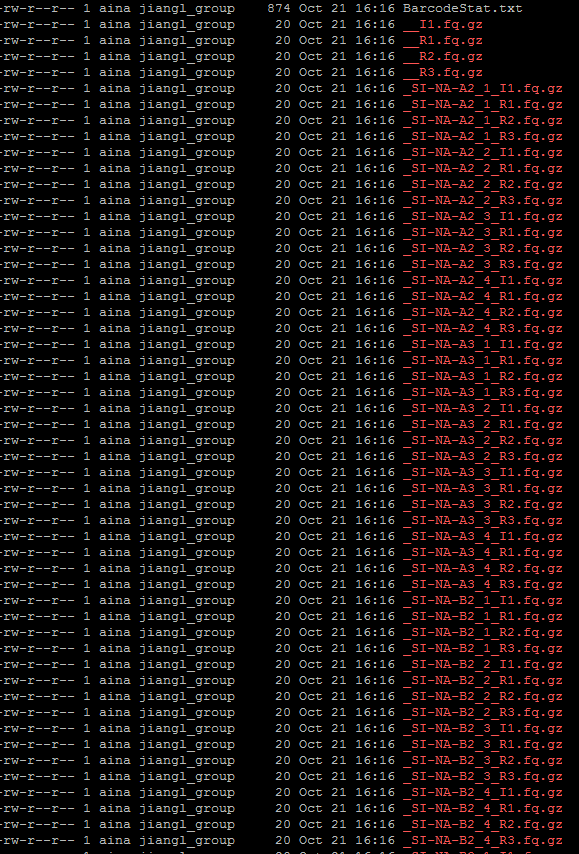 -rw-r--r-- 1 aina jiangl_group    874 Oct 21 16:16 BarcodeStat.txt
-rw-r--r-- 1 aina jiangl_group     20 Oct 21 16:16 __I1.fq.gz
-rw-r--r-- 1 aina jiangl_group     20 Oct 21 16:16 __R1.fq.gz
-rw-r--r-- 1 aina jiangl_group     20 Oct 21 16:16 __R2.fq.gz
-rw-r--r-- 1 aina jiangl_group     20 Oct 21 16:16 __R3.fq.gz
-rw-r--r-- 1 aina jiangl_group     20 Oct 21 16:16 _SI-NA-A2_1_I1.fq.gz
-rw-r--r-- 1 aina jiangl_group     20 Oct 21 16:16 _SI-NA-A2_1_R1.fq.gz
-rw-r--r-- 1 aina jiangl_group     20 Oct 21 16:16 _SI-NA-A2_1_R2.fq.gz
-rw-r--r-- 1 aina jiangl_group     20 Oct 21 16:16 _SI-NA-A2_1_R3.fq.gz
-rw-r--r-- 1 aina jiangl_group     20 Oct 21 16:16 _SI-NA-A2_2_I1.fq.gz
-rw-r--r-- 1 aina jiangl_group     20 Oct 21 16:16 _SI-NA-A2_2_R1.fq.gz
-rw-r--r-- 1 aina jiangl_group     20 Oct 21 16:16 _SI-NA-A2_2_R2.fq.gz
-rw-r--r-- 1 aina jiangl_group     20 Oct 21 16:16 _SI-NA-A2_2_R3.fq.gz
-rw-r--r-- 1 aina jiangl_group     20 Oct 21 16:16 _SI-NA-A2_3_I1.fq.gz
-rw-r--r-- 1 aina jiangl_group     20 Oct 21 16:16 _SI-NA-A2_3_R1.fq.gz
-rw-r--r-- 1 aina jiangl_group     20 Oct 21 16:16 _SI-NA-A2_3_R2.fq.gz
-rw-r--r-- 1 aina jiangl_group     20 Oct 21 16:16 _SI-NA-A2_3_R3.fq.gz
-rw-r--r-- 1 aina jiangl_group     20 Oct 21 16:16 _SI-NA-A2_4_I1.fq.gz
-rw-r--r-- 1 aina jiangl_group     20 Oct 21 16:16 _SI-NA-A2_4_R1.fq.gz
-rw-r--r-- 1 aina jiangl_group     20 Oct 21 16:16 _SI-NA-A2_4_R2.fq.gz
-rw-r--r-- 1 aina jiangl_group     20 Oct 21 16:16 _SI-NA-A2_4_R3.fq.gz
-rw-r--r-- 1 aina jiangl_group     20 Oct 21 16:16 _SI-NA-A3_1_I1.fq.gz
-rw-r--r-- 1 aina jiangl_group     20 Oct 21 16:16 _SI-NA-A3_1_R1.fq.gz
-rw-r--r-- 1 aina jiangl_group     20 Oct 21 16:16 _SI-NA-A3_1_R2.fq.gz
-rw-r--r-- 1 aina jiangl_group     20 Oct 21 16:16 _SI-NA-A3_1_R3.fq.gz
-rw-r--r-- 1 aina jiangl_group     20 Oct 21 16:16 _SI-NA-A3_2_I1.fq.gz
-rw-r--r-- 1 aina jiangl_group     20 Oct 21 16:16 _SI-NA-A3_2_R1.fq.gz
-rw-r--r-- 1 aina jiangl_group     20 Oct 21 16:16 _SI-NA-A3_2_R2.fq.gz
-rw-r--r-- 1 aina jiangl_group     20 Oct 21 16:16 _SI-NA-A3_2_R3.fq.gz
-rw-r--r-- 1 aina jiangl_group     20 Oct 21 16:16 _SI-NA-A3_3_I1.fq.gz
-rw-r--r-- 1 aina jiangl_group     20 Oct 21 16:16 _SI-NA-A3_3_R1.fq.gz
-rw-r--r-- 1 aina jiangl_group     20 Oct 21 16:16 _SI-NA-A3_3_R2.fq.gz
-rw-r--r-- 1 aina jiangl_group     20 Oct 21 16:16 _SI-NA-A3_3_R3.fq.gz
-rw-r--r-- 1 aina jiangl_group     20 Oct 21 16:16 _SI-NA-A3_4_I1.fq.gz
-rw-r--r-- 1 aina jiangl_group     20 Oct 21 16:16 _SI-NA-A3_4_R1.fq.gz
-rw-r--r-- 1 aina jiangl_group     20 Oct 21 16:16 _SI-NA-A3_4_R2.fq.gz
-rw-r--r-- 1 aina jiangl_group     20 Oct 21 16:16 _SI-NA-A3_4_R3.fq.gz
-rw-r--r-- 1 aina jiangl_group     20 Oct 21 16:16 _SI-NA-B2_1_I1.fq.gz
-rw-r--r-- 1 aina jiangl_group     20 Oct 21 16:16 _SI-NA-B2_1_R1.fq.gz
-rw-r--r-- 1 aina jiangl_group     20 Oct 21 16:16 _SI-NA-B2_1_R2.fq.gz
-rw-r--r-- 1 aina jiangl_group     20 Oct 21 16:16 _SI-NA-B2_1_R3.fq.gz
-rw-r--r-- 1 aina jiangl_group     20 Oct 21 16:16 _SI-NA-B2_2_I1.fq.gz
-rw-r--r-- 1 aina jiangl_group     20 Oct 21 16:16 _SI-NA-B2_2_R1.fq.gz
-rw-r--r-- 1 aina jiangl_group     20 Oct 21 16:16 _SI-NA-B2_2_R2.fq.gz
-rw-r--r-- 1 aina jiangl_group     20 Oct 21 16:16 _SI-NA-B2_2_R3.fq.gz
-rw-r--r-- 1 aina jiangl_group     20 Oct 21 16:16 _SI-NA-B2_3_I1.fq.gz
-rw-r--r-- 1 aina jiangl_group     20 Oct 21 16:16 _SI-NA-B2_3_R1.fq.gz
-rw-r--r-- 1 aina jiangl_group     20 Oct 21 16:16 _SI-NA-B2_3_R2.fq.gz
-rw-r--r-- 1 aina jiangl_group     20 Oct 21 16:16 _SI-NA-B2_3_R3.fq.gz
-rw-r--r-- 1 aina jiangl_group     20 Oct 21 16:16 _SI-NA-B2_4_I1.fq.gz
-rw-r--r-- 1 aina jiangl_group     20 Oct 21 16:16 _SI-NA-B2_4_R1.fq.gz
-rw-r--r-- 1 aina jiangl_group     20 Oct 21 16:16 _SI-NA-B2_4_R2.fq.gz
-rw-r--r-- 1 aina jiangl_group     20 Oct 21 16:16 _SI-NA-B2_4_R3.fq.gz